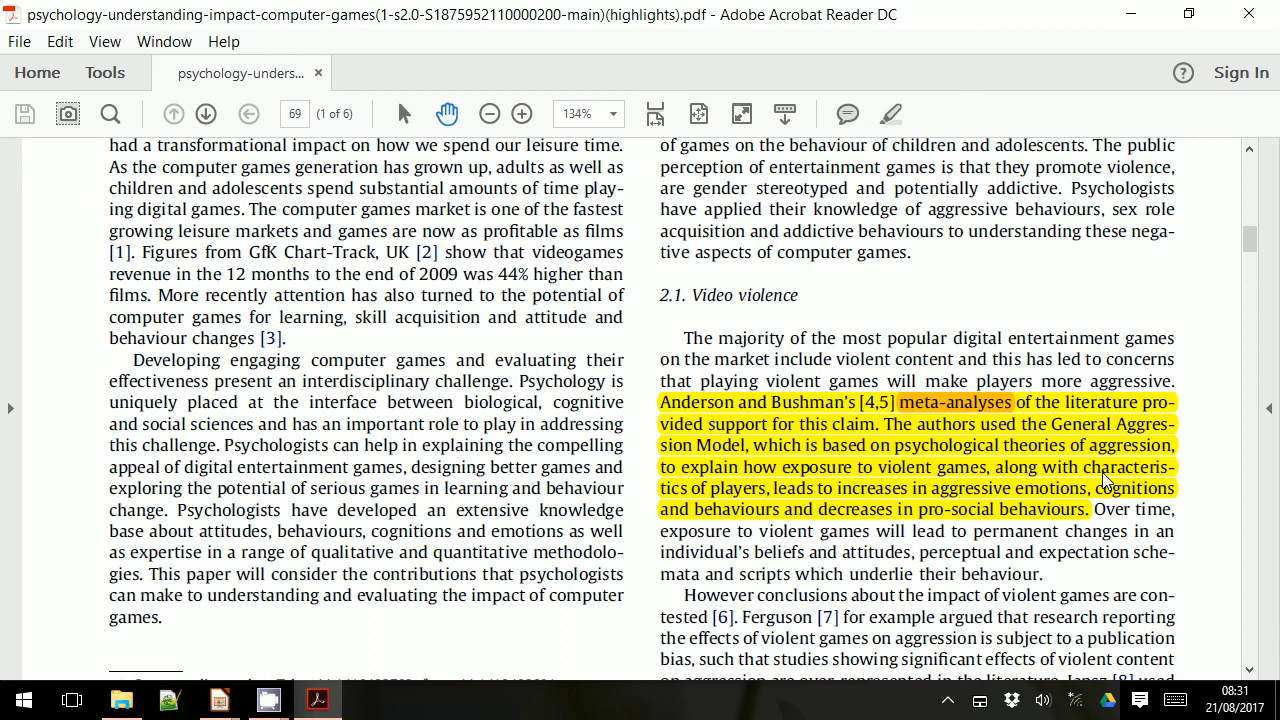 psychology-understanding-impact-computer-games(1-s2.0-S1875952110000200-main)(highlights).pdf - Adobe Acrobat Reader DC
File Edit View Window Help
Home Tools psychology-unders... × ? Sign In
69 (1 of 6) 134%
had a transformational impact on how we spend our leisure time.
As the computer games generation has grown up, adults as well as
children and adolescents spend substantial amounts of time play-
ing digital games. The computer games market is one of the fastest
growing leisure markets and games are now as profitable as films
[1]. Figures from GfK Chart-Track, UK [2] show that videogames
revenue in the 12 months to the end of 2009 was 44% higher than
films. More recently attention has also turned to the potential of
computer games for learning, skill acquisition and attitude and
behaviour changes [3].
Developing engaging computer games and evaluating their
effectiveness present an interdisciplinary challenge. Psychology is
uniquely placed at the interface between biological, cognitive
and social sciences and has an important role to play in addressing
this challenge. Psychologists can help in explaining the compelling
appeal of digital entertainment games, designing better games and
exploring the potential of serious games in learning and behaviour
change. Psychologists have developed an extensive knowledge
base about attitudes, behaviours, cognitions and emotions as well
as expertise in a range of qualitative and quantitative methodolo-
gies. This paper will consider the contributions that psychologists
can make to understanding and evaluating the impact of computer
games.
of games on the behaviour of children and adolescents. The public
perception of entertainment games is that they promote violence,
are gender stereotyped and potentially addictive. Psychologists
have applied their knowledge of aggressive behaviours, sex role
acquisition and addictive behaviours to understanding these nega-
tive aspects of computer games.
2.1. Video violence
The majority of the most popular digital entertainment games
on the market include violent content and this has led to concerns
that playing violent games will make players more aggressive.
Anderson and Bushman's [4,5] meta-analyses of the literature pro-
vided support for this claim. The authors used the General Aggres-
sion Model, which is based on psychological theories of aggression,
to explain how exposure to violent games, along with characteris-
tics of players, leads to increases in aggressive emotions, cognitions
and behaviours and decreases in pro-social behaviours. Over time,
exposure to violent games will lead to permanent changes in an
individual's beliefs and attitudes, perceptual and expectation sche-
mata and scripts which underlie their behaviour.
However conclusions about the impact of violent games are con-
tested [6]. Ferguson [7] for example argued that research reporting
the effects of violent games on aggression is subject to a publication
bias, such that studies showing significant effects of violent content
08:31
21/08/2017